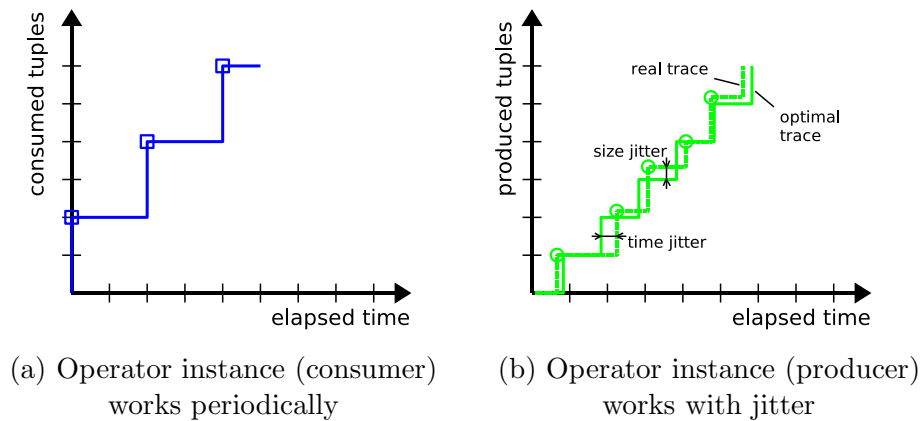 consumed tuples
elapsed time
(a) Operator instance (consumer)
works periodically
produced tuples
real trace
optimal
trace
size jitter
time jitter
elapsed time
(b) Operator instance (producer)
works with jitter